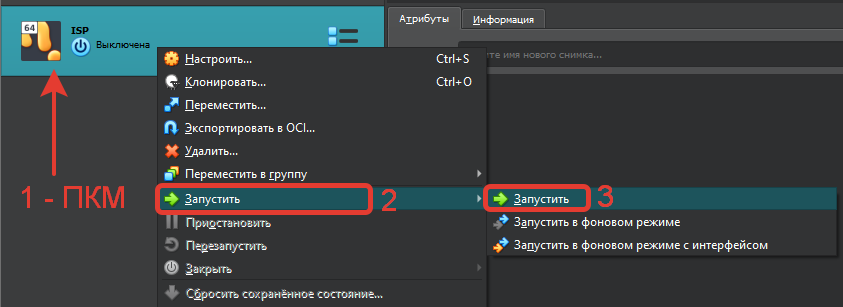 64
ISP
Выключена
1 - ПКМ
Атрибуты
Информация
те имя нового снимка...
Настроить... Ctrl+S
Клонировать... Ctrl+O
Переместить...
Экспортировать в OCI...
Удалить...
Переместить в группу
Запустить 2
Приостановить
Перезапустить
Закрыть
Сбросить сохранённое состояние...
Запустить 3
Запустить в фоновом режиме
Запустить в фоновом режиме с интерфейсом